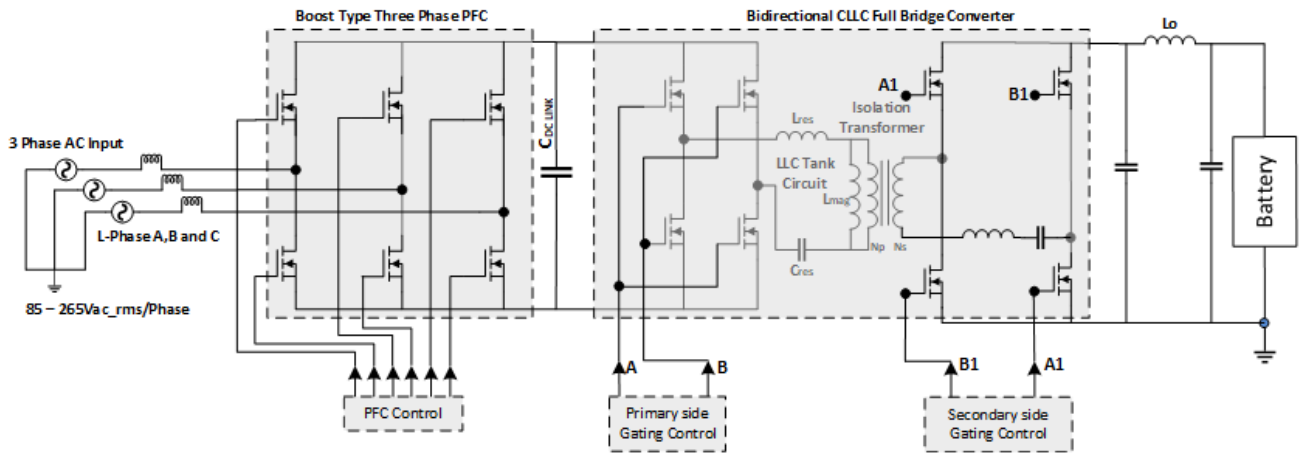 Boost Type Three Phase PFC
Bidirectional CLLC Full Bridge Converter
Lo
A1
B1
Isolation
Transformer
CDC LINK
Lres
3 Phase AC Input
LLC Tank
Circuit
Lmag
Battery
L-Phase A,B and C
Np
Ns
Cres
85 – 265Vac_rms/Phase
A
B
B1
A1
PFC Control
Primary side
Gating Control
Secondary side
Gating Control